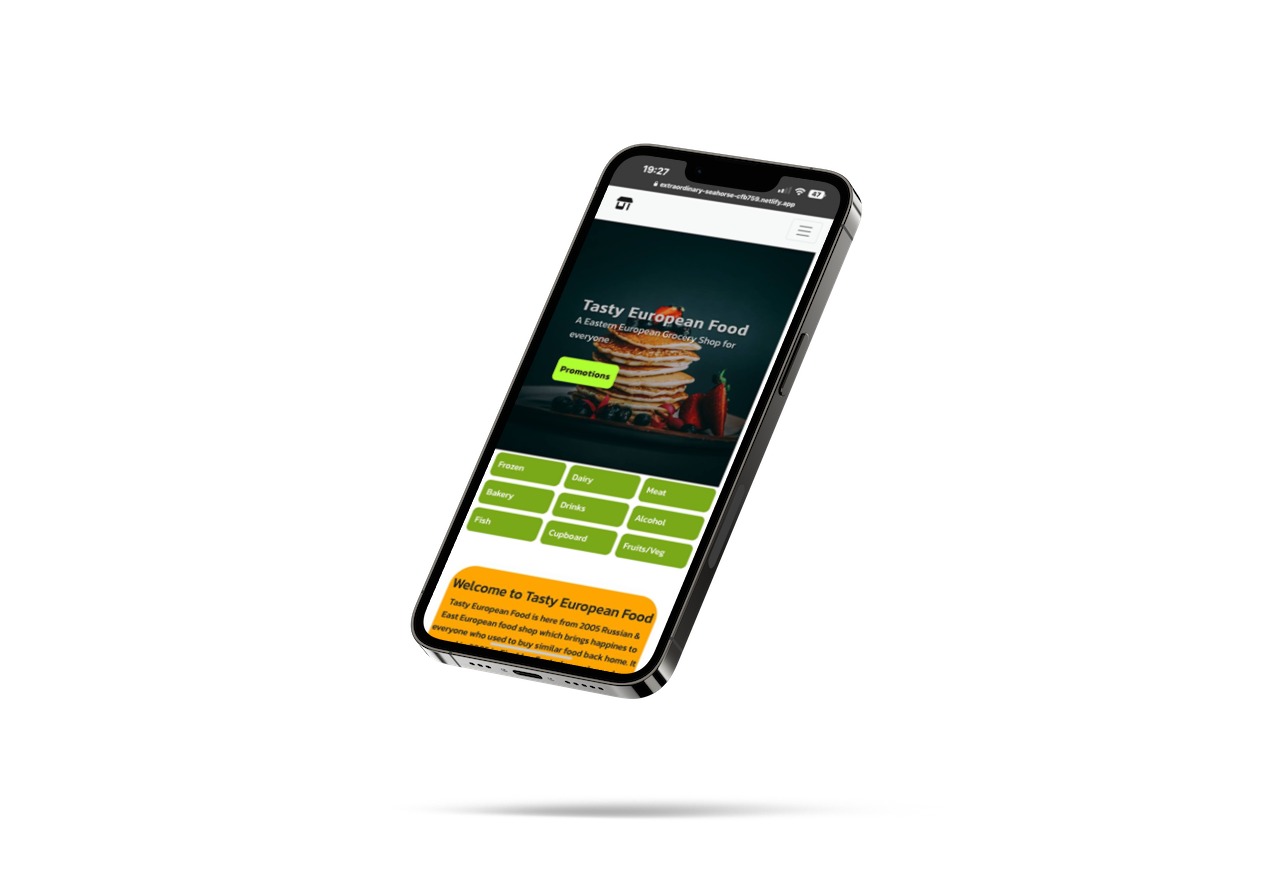 19:27
47
extraordinary-seahorse-cfb759.netlify.app
Tasty European Food
A Eastern European Grocery Shop for
everyone
Promotions
Frozen
Dairy
Meat
Bakery
Drinks
Alcohol
Fish
Cupboard
Fruits/Veg
Welcome to Tasty European Food
Tasty European Food is here from 2005 Russian &
East European food shop which brings happines to
everyone who used to buy similar food back home. It